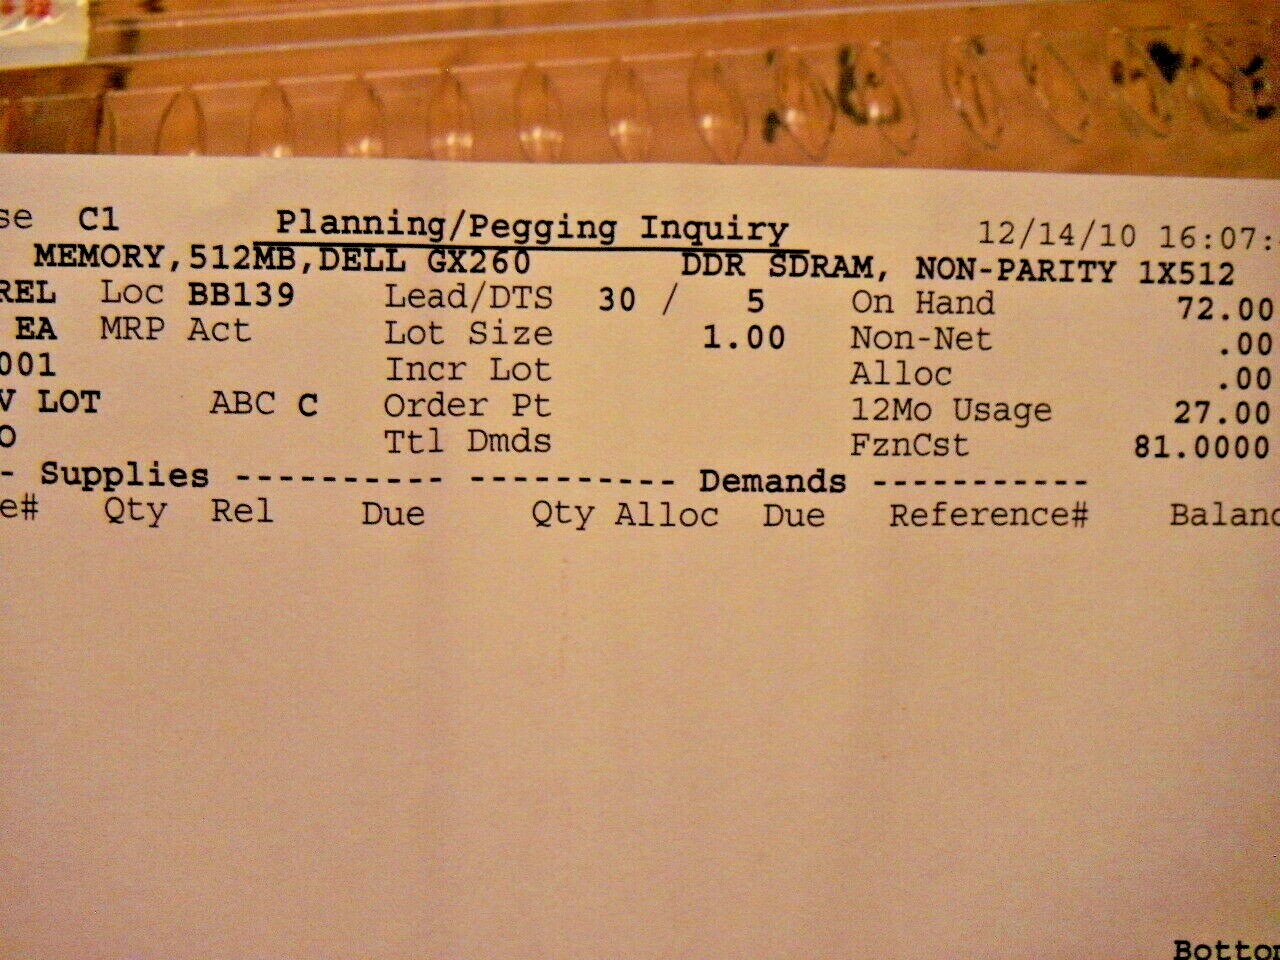 se C1 Planning/Pegging Inquiry 12/14/10 16:07:
MEMORY,512MB,DELL GX260 DDR SDRAM, NON-PARITY 1X512
REL Loc BB139 Lead/DTS 30 / 5 On Hand 72.00
EA MRP Act Lot Size 1.00 Non-Net .00
001 Incr Lot Alloc .00
V LOT ABC C Order Pt 12Mo Usage 27.00
O Ttl Dmds FznCst 81.0000
- Supplies ---------- ---------- Demands -----------
e# Qty Rel Due Qty Alloc Due Reference# Balanc
Bottom